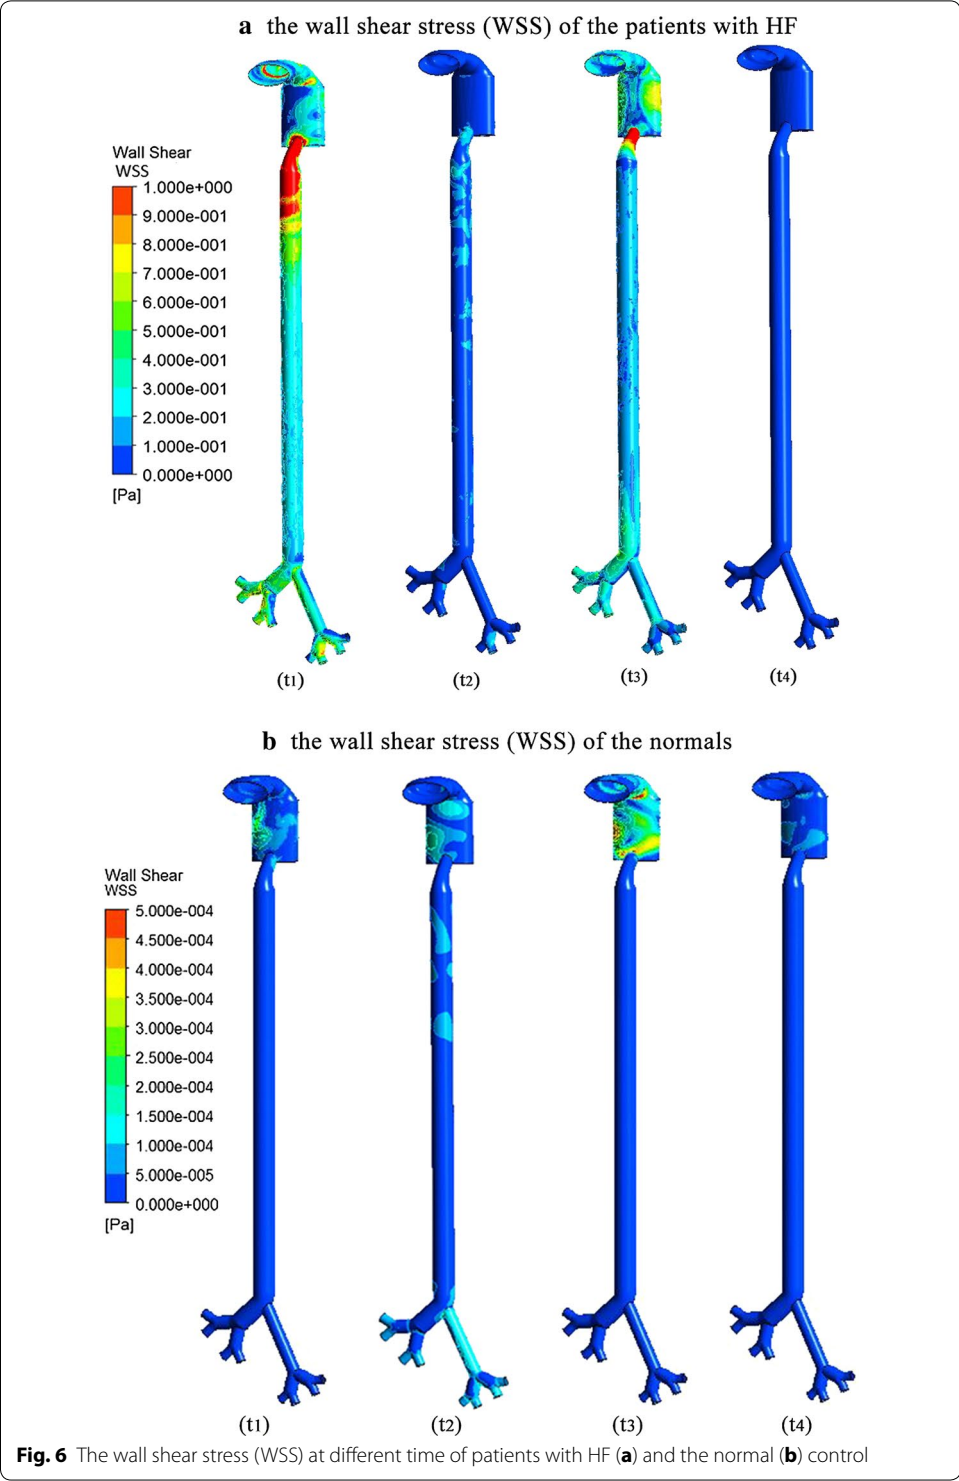 a the wall shear stress (WSS) of the patients with HF
Wall Shear
WSS
1.000e+000
9.000e-001
8.000e-001
7.000e-001
6.000e-001
5.000e-001
4.000e-001
3.000e-001
2.000e-001
1.000e-001
0.000e+000
[Pa]
(t1) (t2) (t3) (t4)
b the wall shear stress (WSS) of the normals
Wall Shear
WSS
5.000e-004
4.500e-004
4.000e-004
3.500e-004
3.000e-004
2.500e-004
2.000e-004
1.500e-004
1.000e-004
5.000e-005
0.000e+000
[Pa]
(t1) (t2) (t3) (t4)
Fig. 6 The wall shear stress (WSS) at different time of patients with HF (a) and the normal (b) control